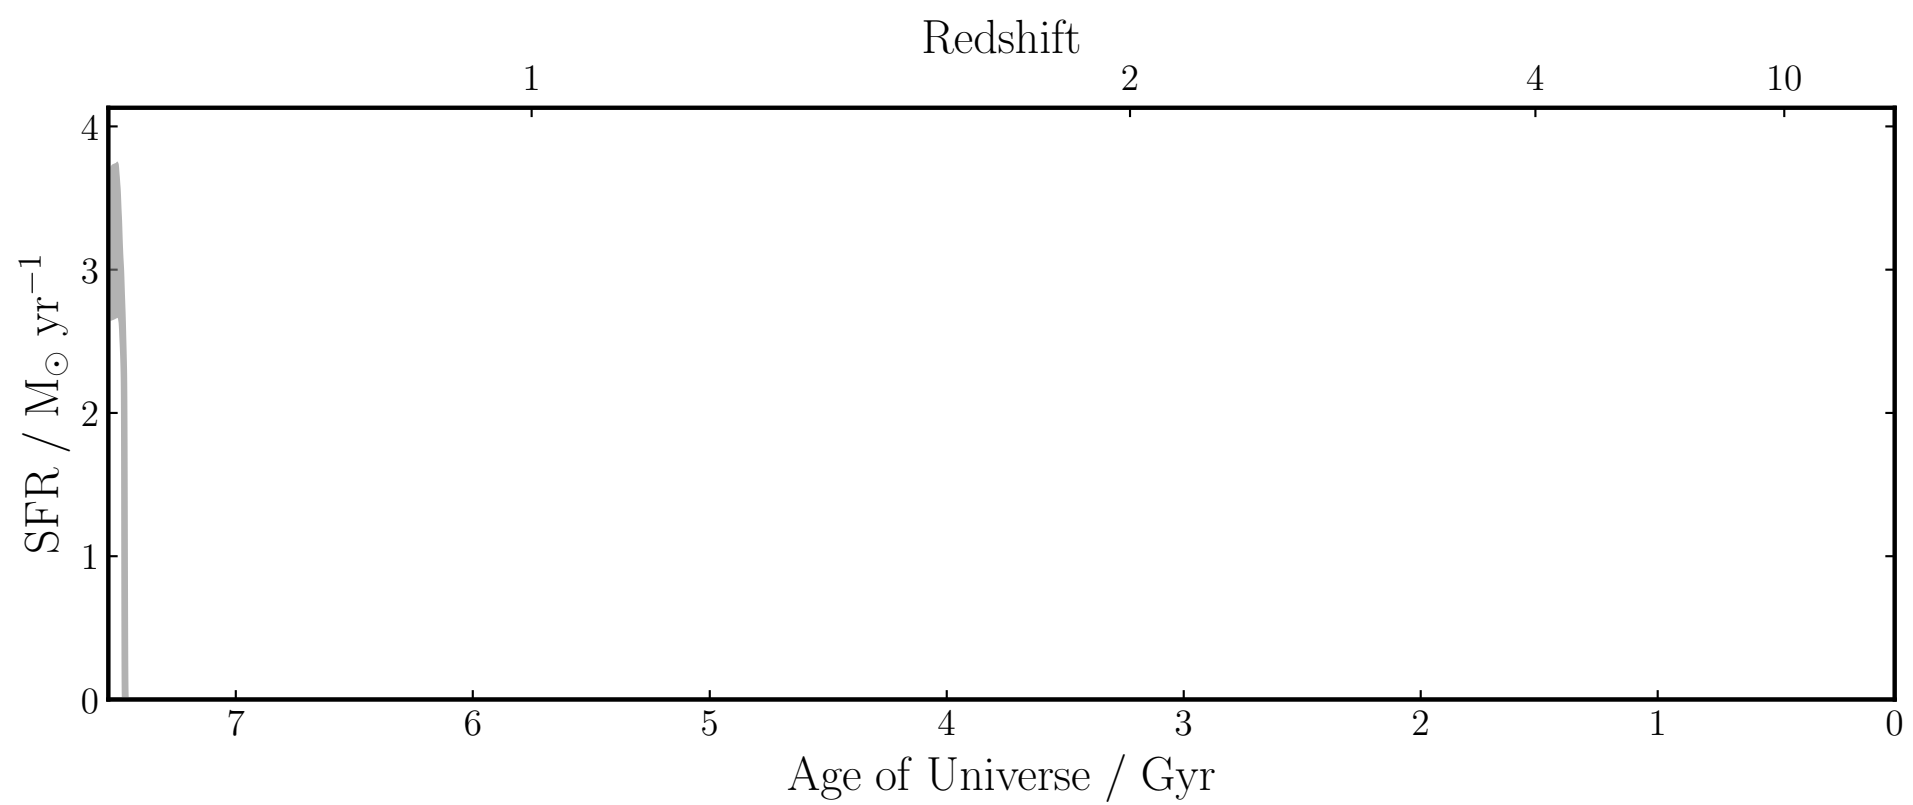 Redshift
1 2 4 10
4
3
2
1
0
SFR / M⊙ yr⁻¹
7 6 5 4 3 2 1 0
Age of Universe / Gyr